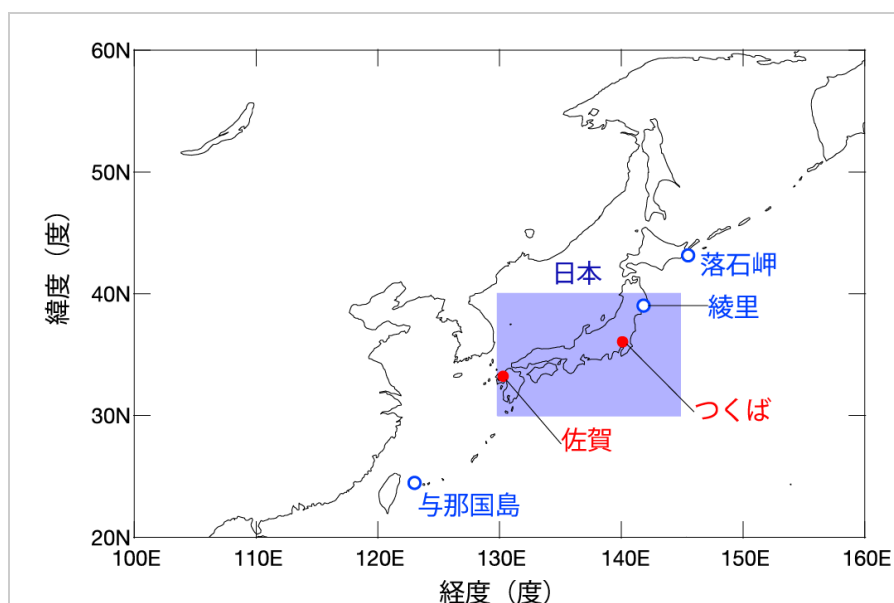 60N
50N
40N
30N
20N
100E
110E
120E
130E
140E
150E
160E
緯度（度）
経度（度）
日本
落石岬
綾里
つくば
佐賀
与那国島